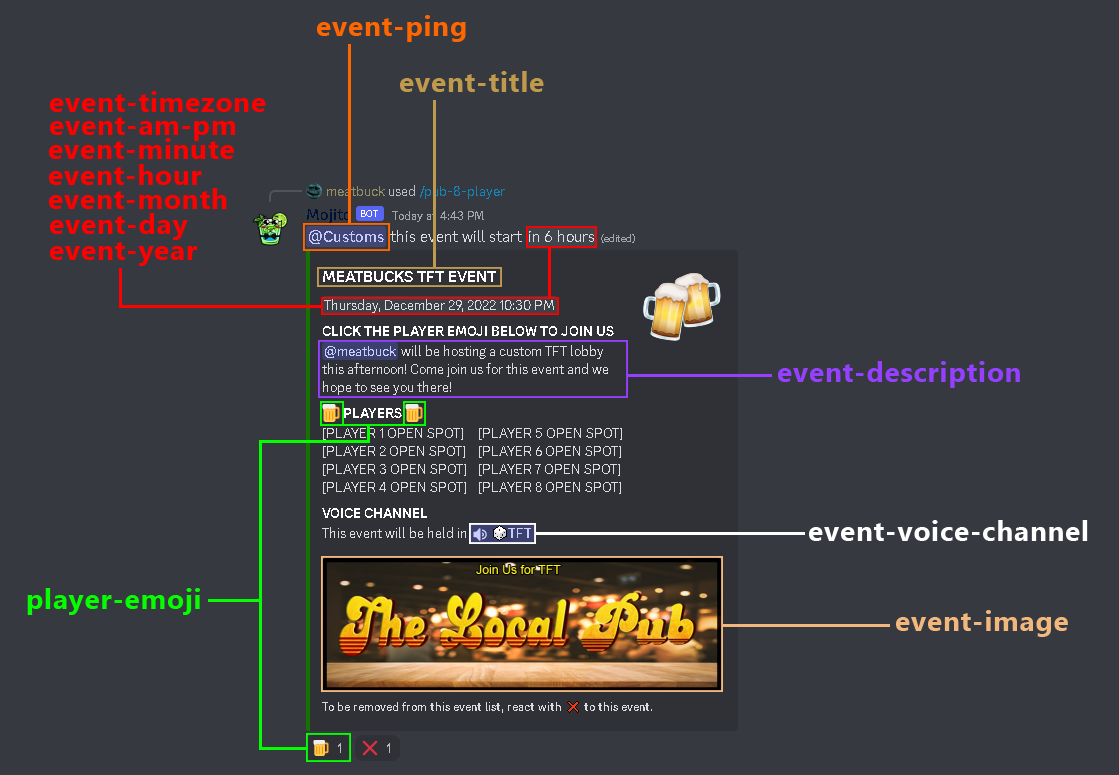 event-ping
event-title
event-timezone
event-am-pm
event-minute
event-hour
event-month
event-day
event-year
meatbuck used /pub-8-player
Mojito BOT Today at 4:43 PM
@Customs this event will start in 6 hours (edited)
MEATBUCKS TFT EVENT
Thursday, December 29, 2022 10:30 PM
CLICK THE PLAYER EMOJI BELOW TO JOIN US
@meatbuck will be hosting a custom TFT lobby
this afternoon! Come join us for this event and we
hope to see you there!
event-description
PLAYERS
[PLAYER 1 OPEN SPOT] [PLAYER 5 OPEN SPOT]
[PLAYER 2 OPEN SPOT] [PLAYER 6 OPEN SPOT]
[PLAYER 3 OPEN SPOT] [PLAYER 7 OPEN SPOT]
[PLAYER 4 OPEN SPOT] [PLAYER 8 OPEN SPOT]
VOICE CHANNEL
This event will be held in TFT
event-voice-channel
Join Us for TFT
The Local Pub
player-emoji
event-image
To be removed from this event list, react with ❌ to this event.
1 1